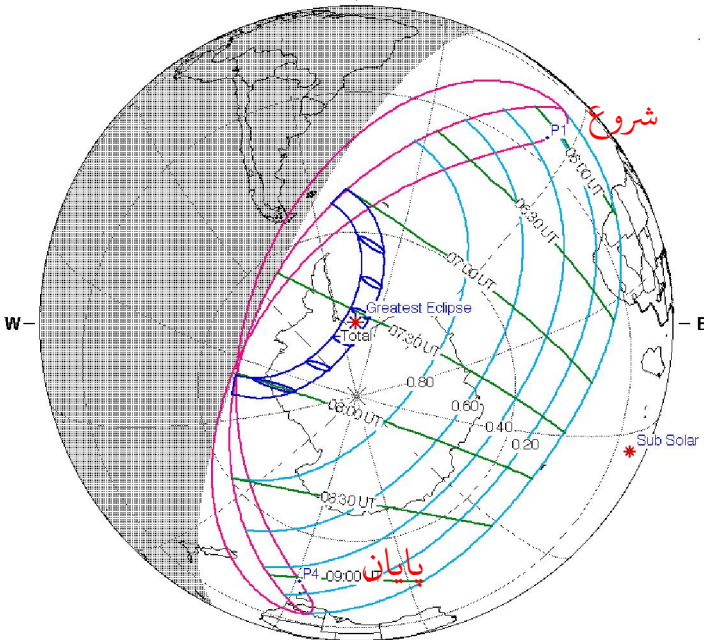 شروع
P1
06:00 UT
06:30 UT
07:00 UT
Greatest Eclipse
W
E
Total
07:30 UT
0.80
0.60
0.40
0.20
08:00 UT
Sub Solar
08:30 UT
پایان
P4
09:00 UT